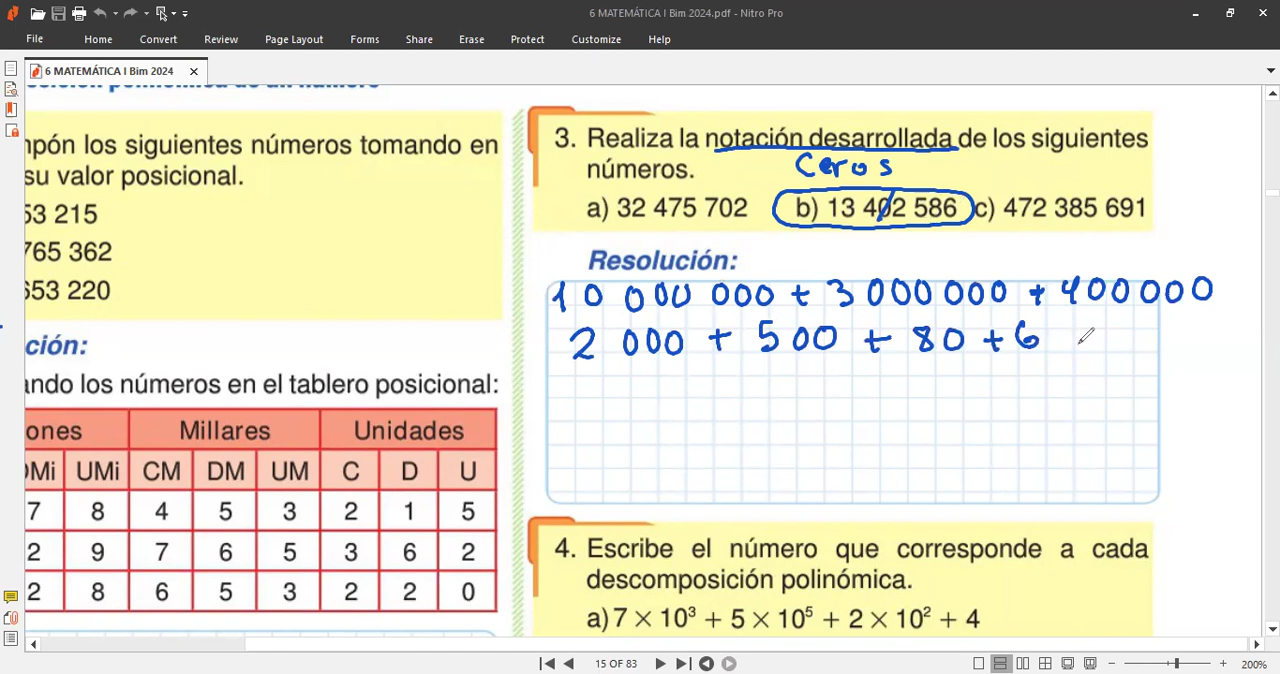 6 MATEMÁTICA I Bim 2024.pdf - Nitro Pro
File Home Convert Review Page Layout Forms Share Erase Protect Customize Help
6 MATEMÁTICA I Bim 2024
mpón los siguientes números tomando en
su valor posicional.
53 215
765 362
653 220
ción:
ando los números en el tablero posicional:
ones Millares Unidades
DMi UMi CM DM UM C D U
7 8 4 5 3 2 1 5
2 9 7 6 5 3 6 2
2 8 6 5 3 2 2 0
3. Realiza la notación desarrollada de los siguientes
Ceros
números.
a) 32 475 702 b) 13 402 586 c) 472 385 691
Resolución:
10 000 000 + 3 000 000 + 400 000
2 000 + 500 + 80 + 6
4. Escribe el número que corresponde a cada
descomposición polinómica.
a) 7 × 10³ + 5 × 10⁵ + 2 × 10² + 4
15 OF 83
200%